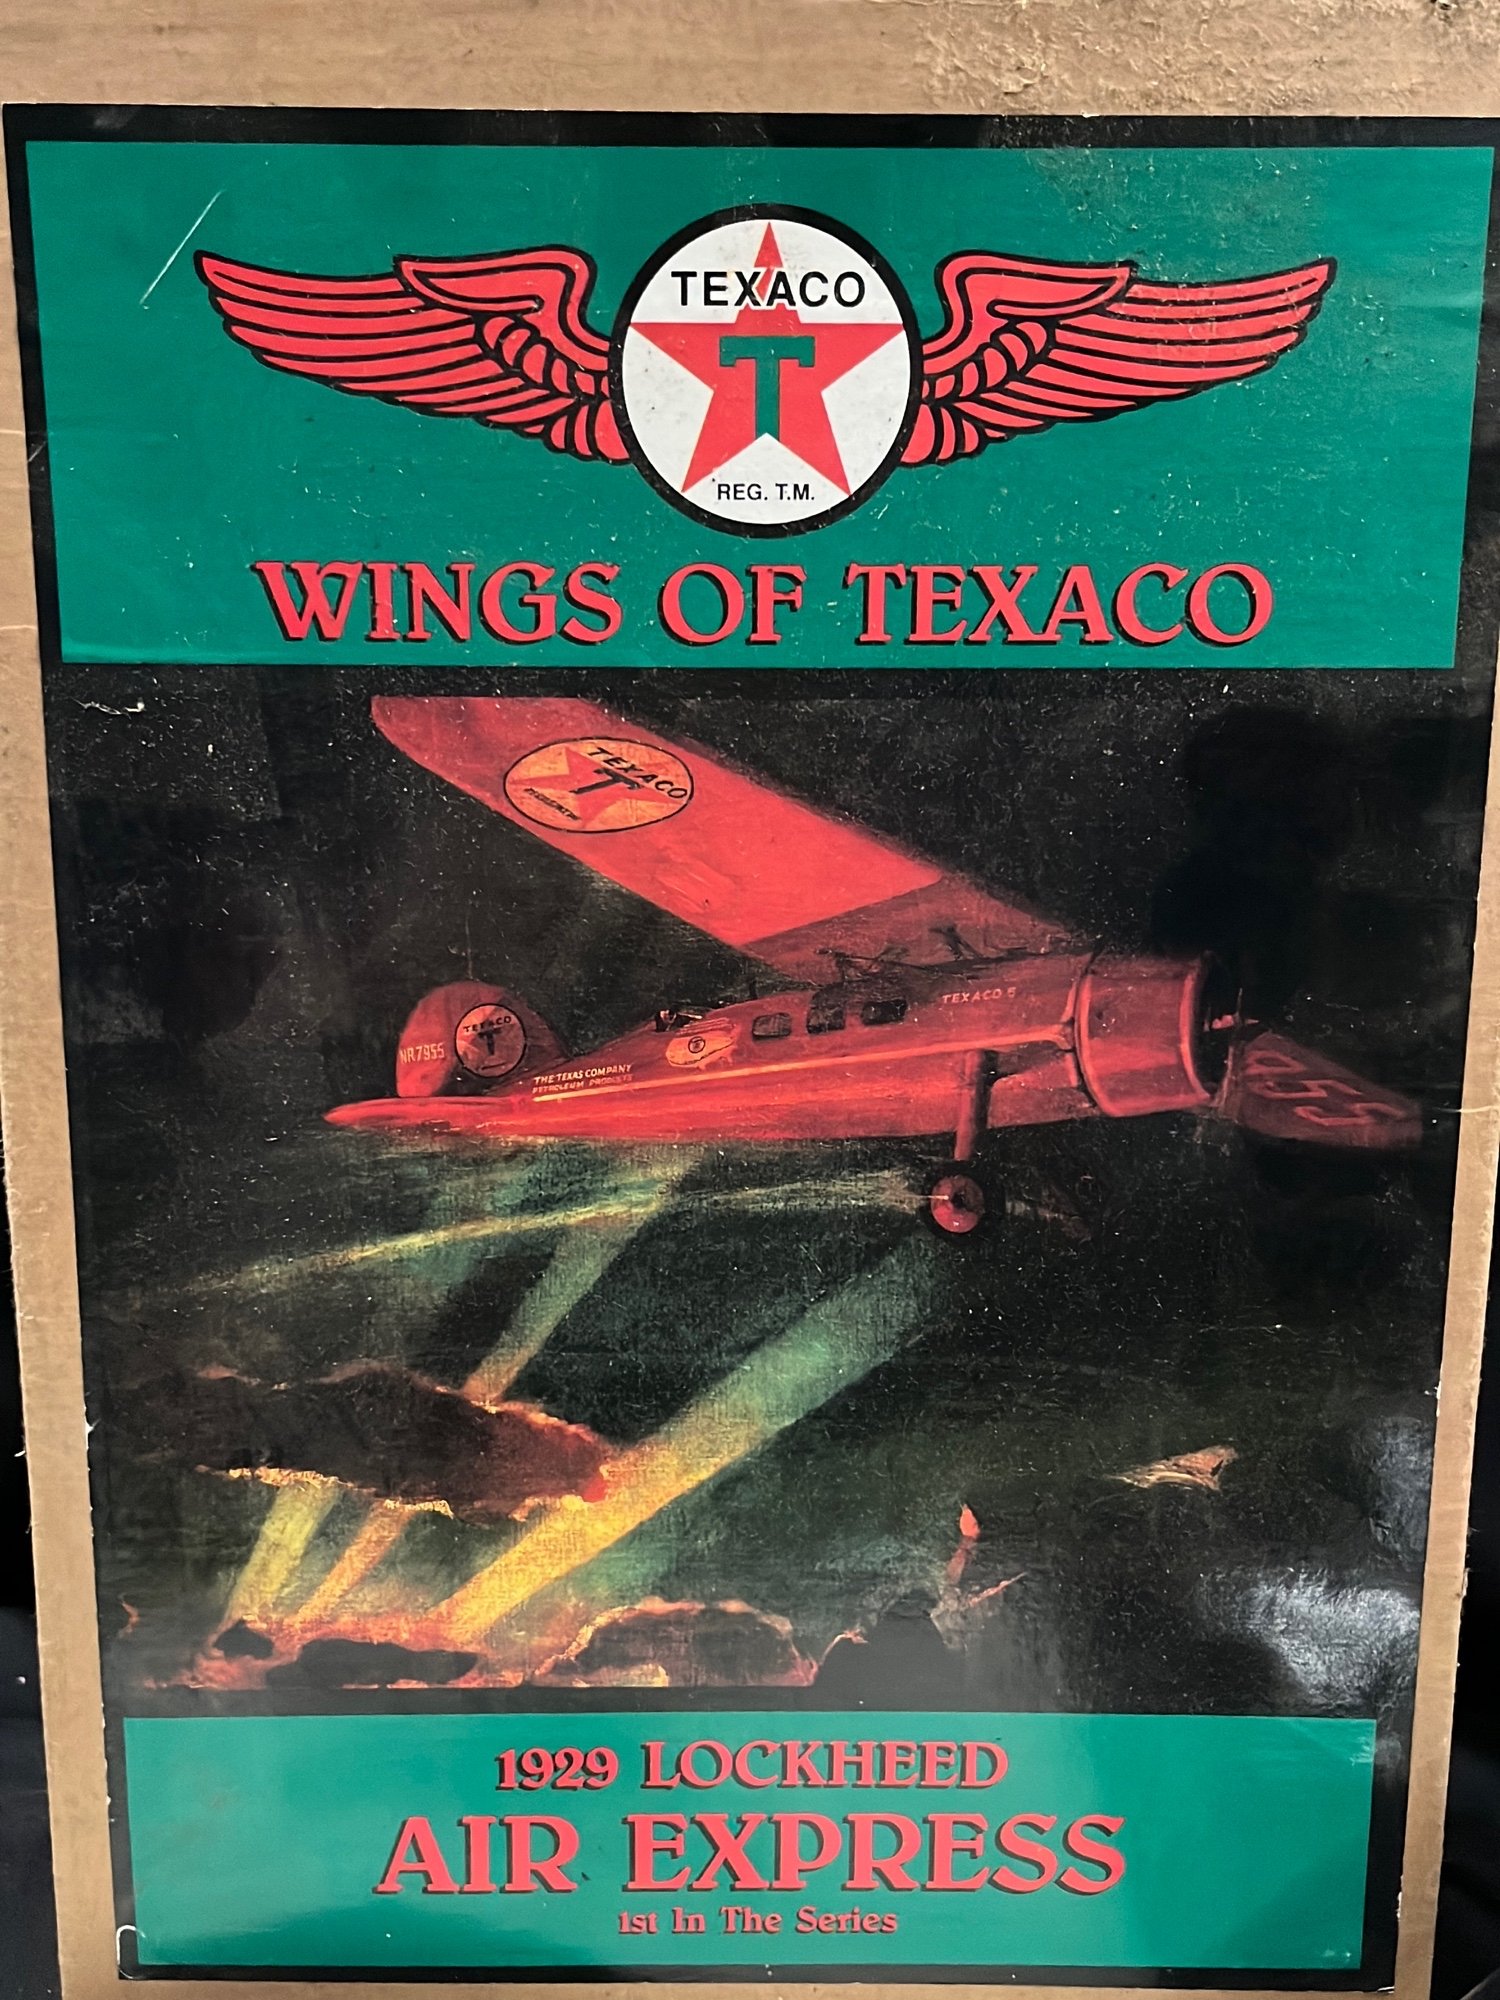 TEXACO
T
REG. T.M.
WINGS OF TEXACO
TEXACO
T
TEXACO 5
NR7955
TEXACO
T
THE TEXAS COMPANY
PETROLEUM PRODUCTS
T
955
1929 LOCKHEED
AIR EXPRESS
1st In The Series